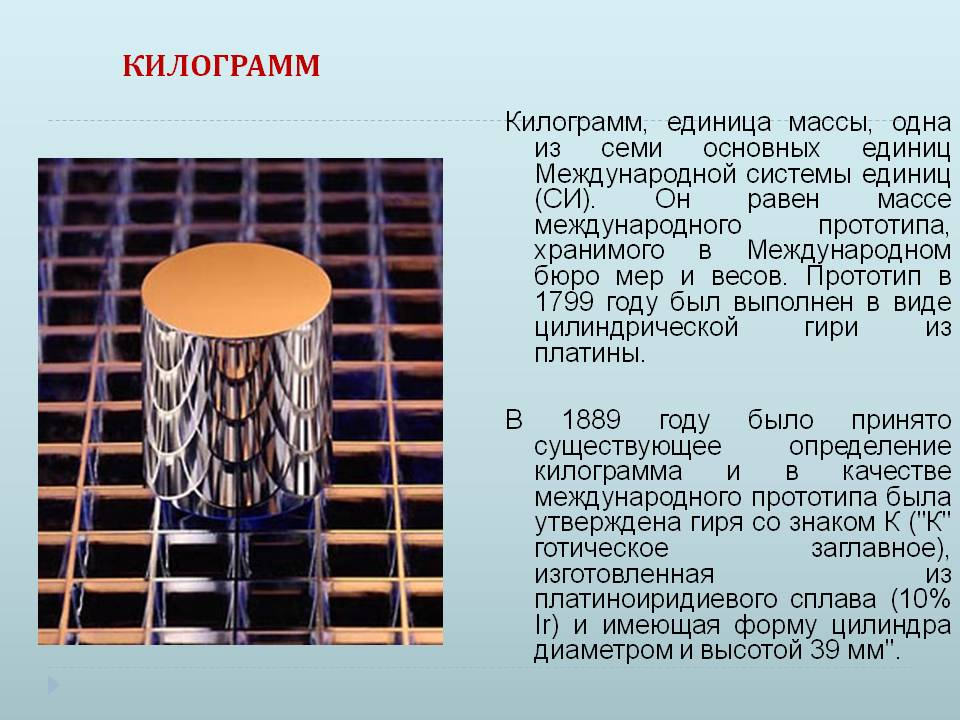 КИЛОГРАММ
Килограмм, единица массы, одна
из семи основных единиц
Международной системы единиц
(СИ). Он равен массе
международного прототипа,
хранимого в Международном
бюро мер и весов. Прототип в
1799 году был выполнен в виде
цилиндрической гири из
платины.
В 1889 году было принято
существующее определение
килограмма и в качестве
международного прототипа была
утверждена гиря со знаком К ("К"
готическое заглавное),
изготовленная из
платиноиридиевого сплава (10%
Ir) и имеющая форму цилиндра
диаметром и высотой 39 мм".